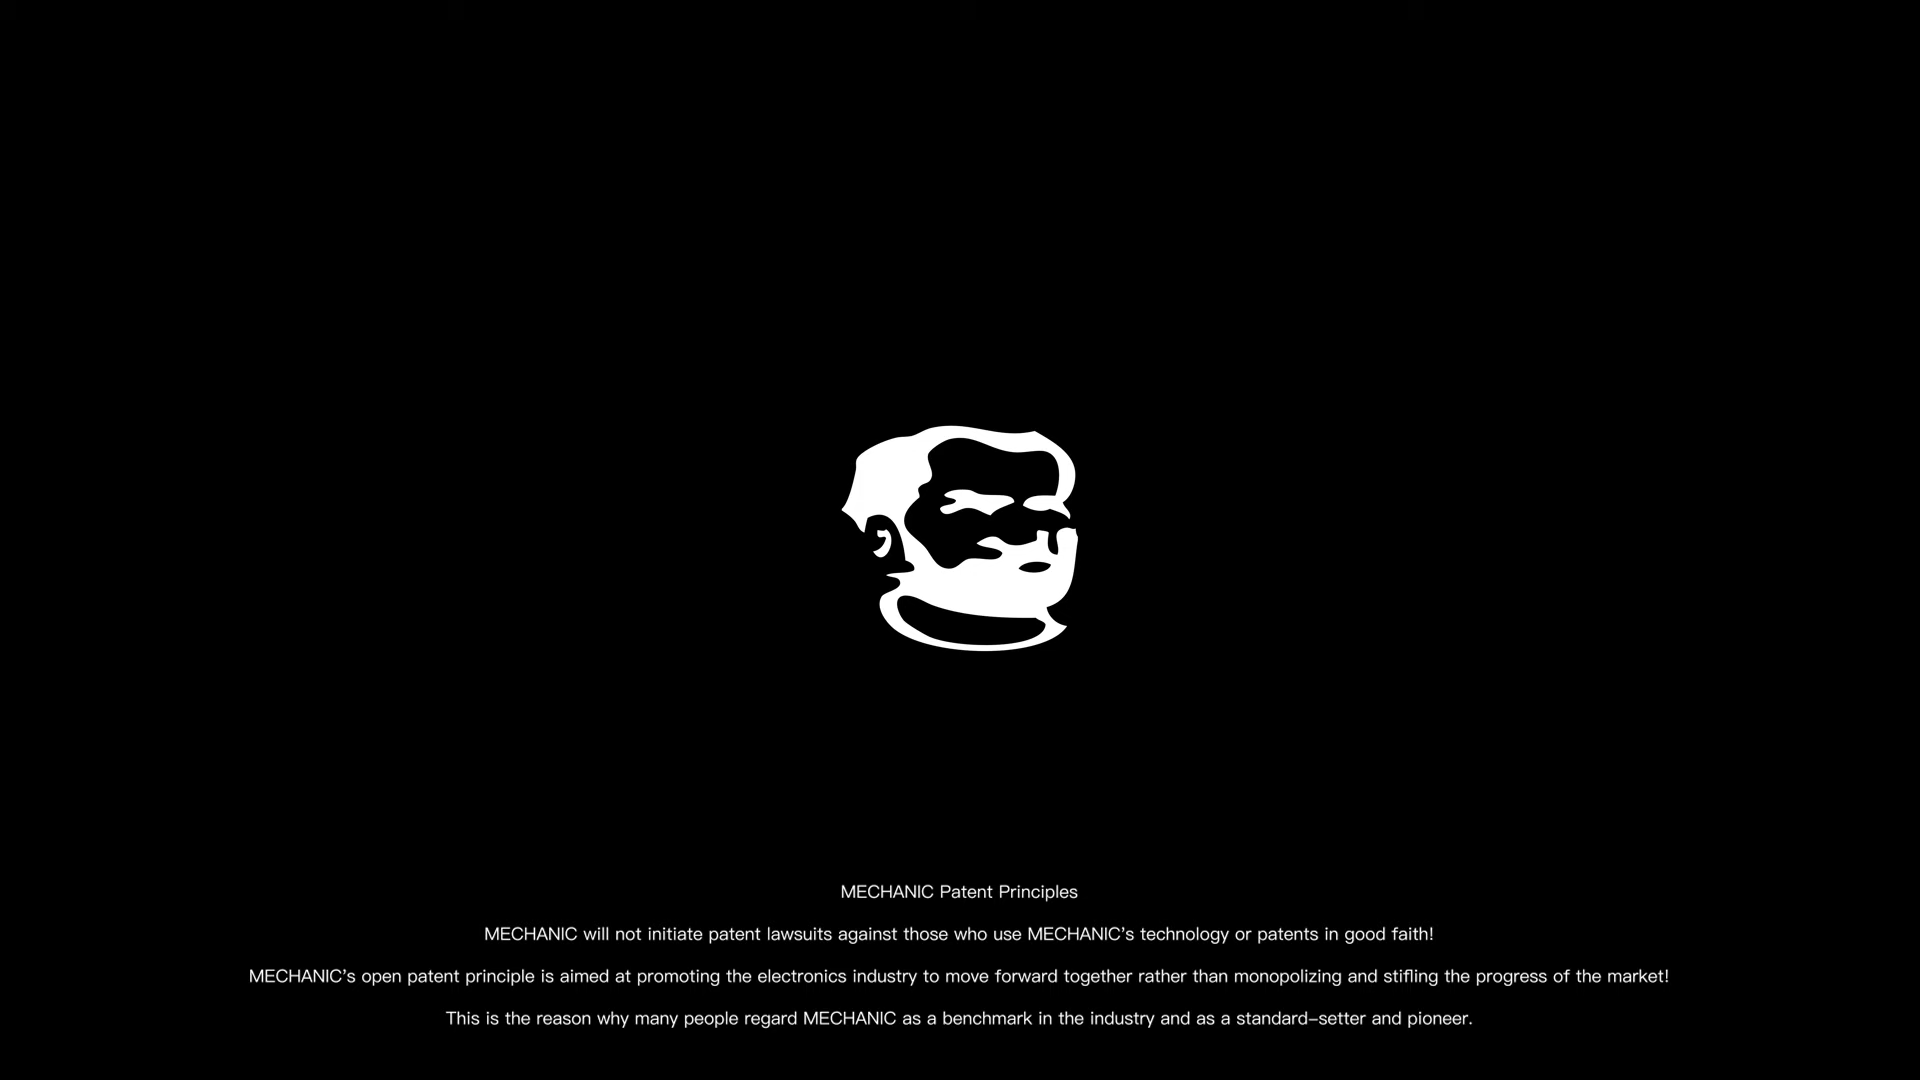 MECHANIC Patent Principles
MECHANIC will not initiate patent lawsuits against those who use MECHANIC’s technology or patents in good faith!
MECHANIC’s open patent principle is aimed at promoting the electronics industry to move forward together rather than monopolizing and stifling the progress of the market!
This is the reason why many people regard MECHANIC as a benchmark in the industry and as a standard–setter and pioneer.